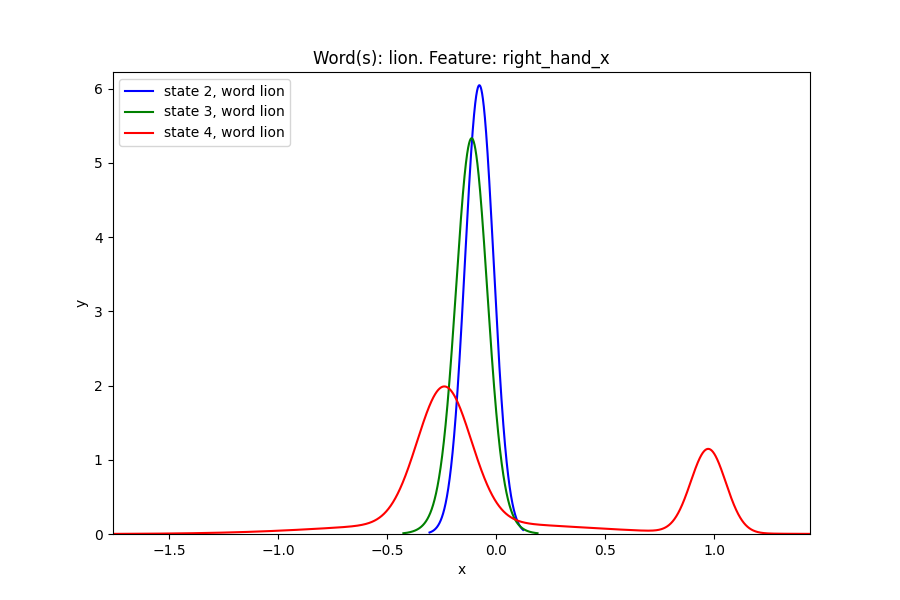 Word(s): lion. Feature: right_hand_x
state 2, word lion
state 3, word lion
state 4, word lion
6
5
4
3
2
1
0
y
−1.5 −1.0 −0.5 0.0 0.5 1.0
x